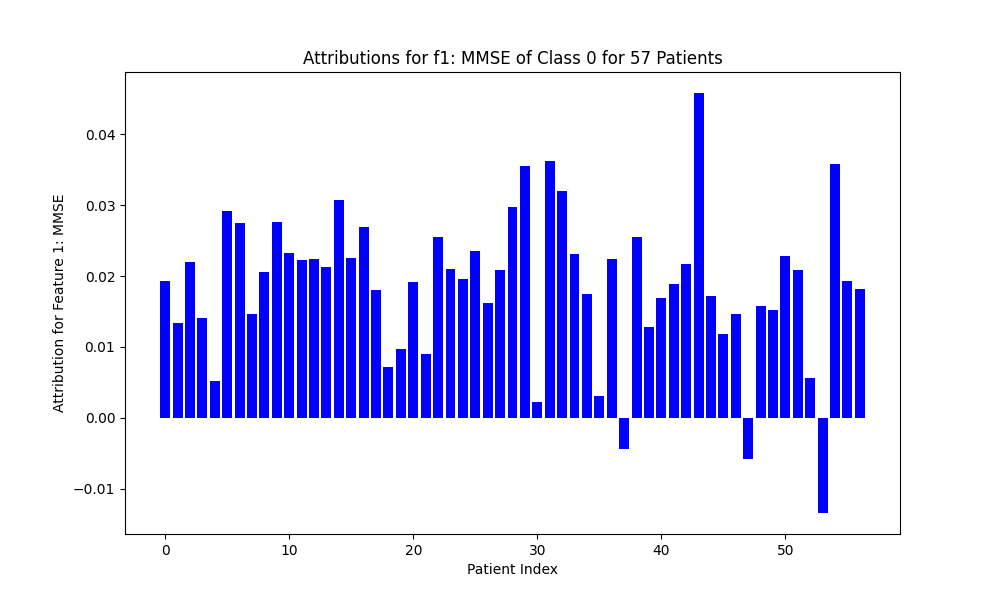 Attributions for f1: MMSE of Class 0 for 57 Patients
Attribution for Feature 1: MMSE
0.04
0.03
0.02
0.01
0.00
−0.01
0 10 20 30 40 50
Patient Index